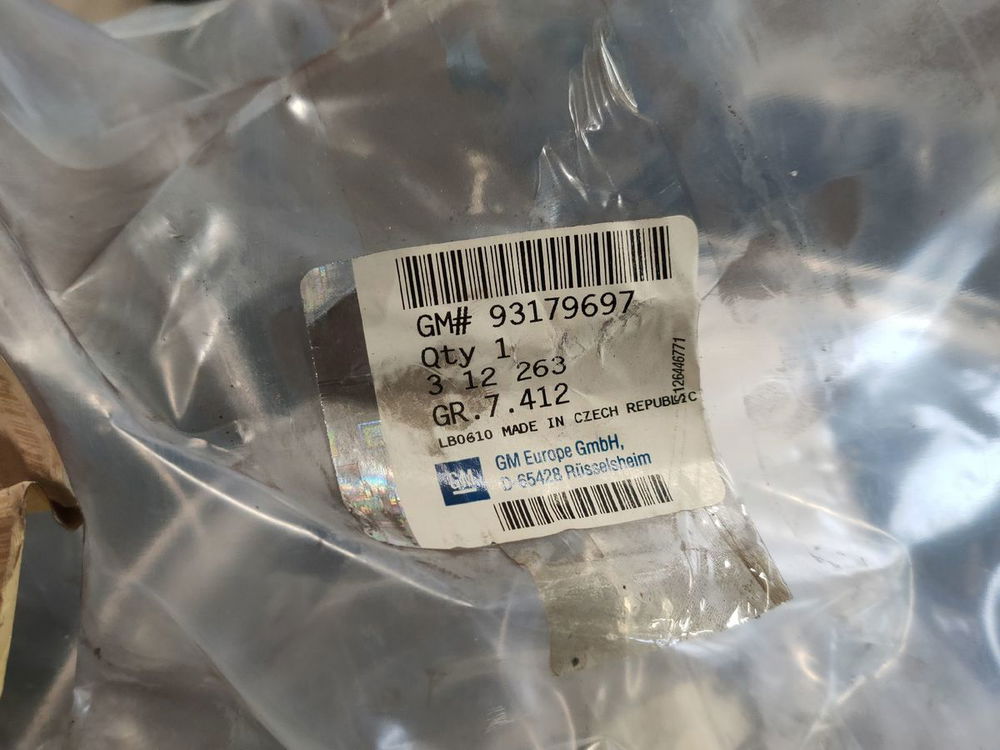 GM# 93179697
Qty 1
3 12 263
GR.7.412
LB0610 MADE IN CZECH REPUBLIC
GM
GM Europe GmbH,
D-65428 Rüsselsheim